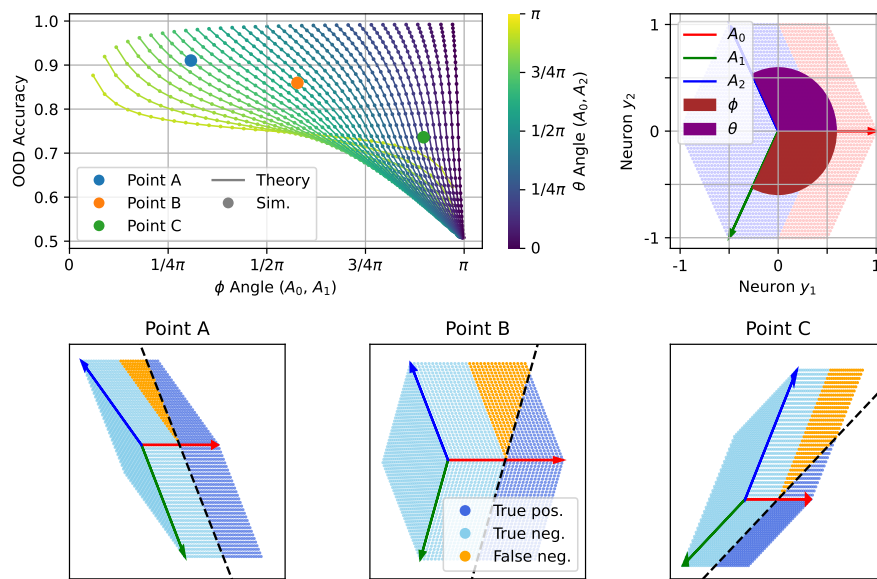 1.0
0.9
0.8
0.7
0.6
0.5
OOD Accuracy
0
1/4π
1/2π
3/4π
π
ϕ Angle (A₀, A₁)
Point A
Point B
Point C
Theory
Sim.
π
3/4π
1/2π
1/4π
0
θ Angle (A₀, A₂)
1
0
-1
Neuron y₂
A₀
A₁
A₂
ϕ
θ
-1
0
1
Neuron y₁
Point A
Point B
Point C
True pos.
True neg.
False neg.